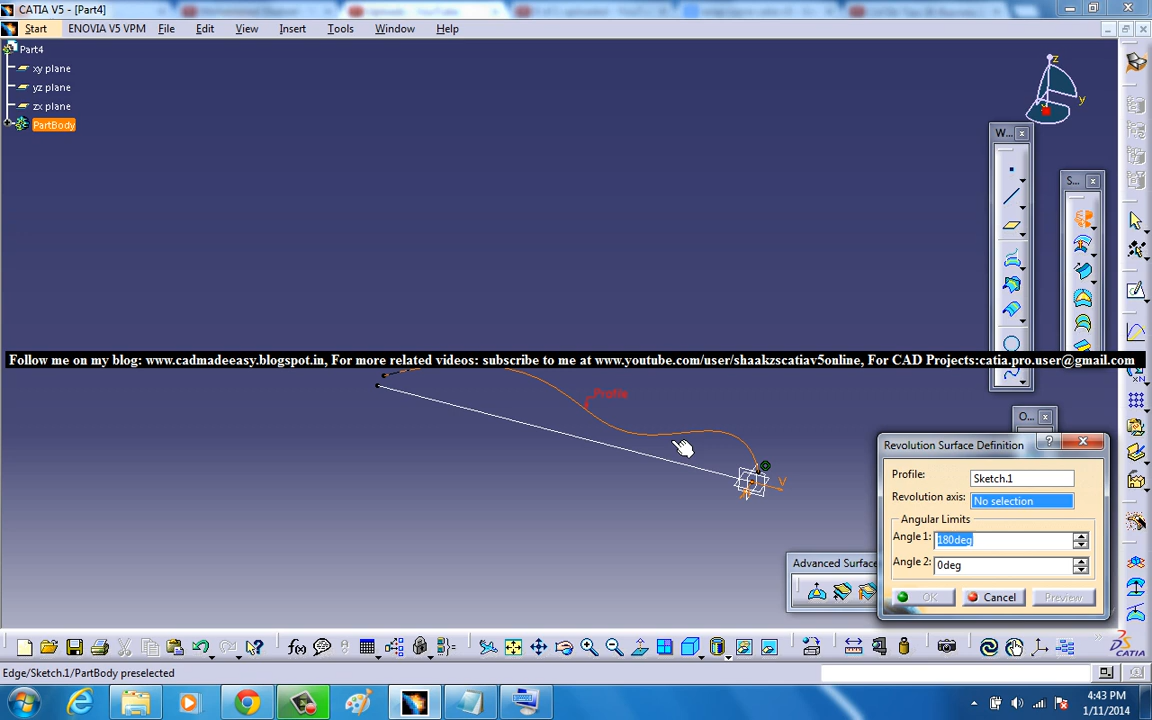 CATIA V5 - [Part4]
Start ENOVIA V5 VPM File Edit View Insert Tools Window Help
Part4
xy plane
yz plane
zx plane
PartBody
z
y
W...
S...
Follow me on my blog: www.cadmadeeasy.blogspot.in, For more related videos: subscribe to me at www.youtube.com/user/shaakzscatiav5online, For CAD Projects:catia.pro.user@gmail.com
Profile
V
O...
Revolution Surface Definition
Profile: Sketch.1
Revolution axis: No selection
Angular Limits
Angle 1: 180deg
Angle 2: 0deg
OK Cancel Preview
Advanced Surfac
Edge/Sketch.1/PartBody preselected
4:43 PM
1/11/2014